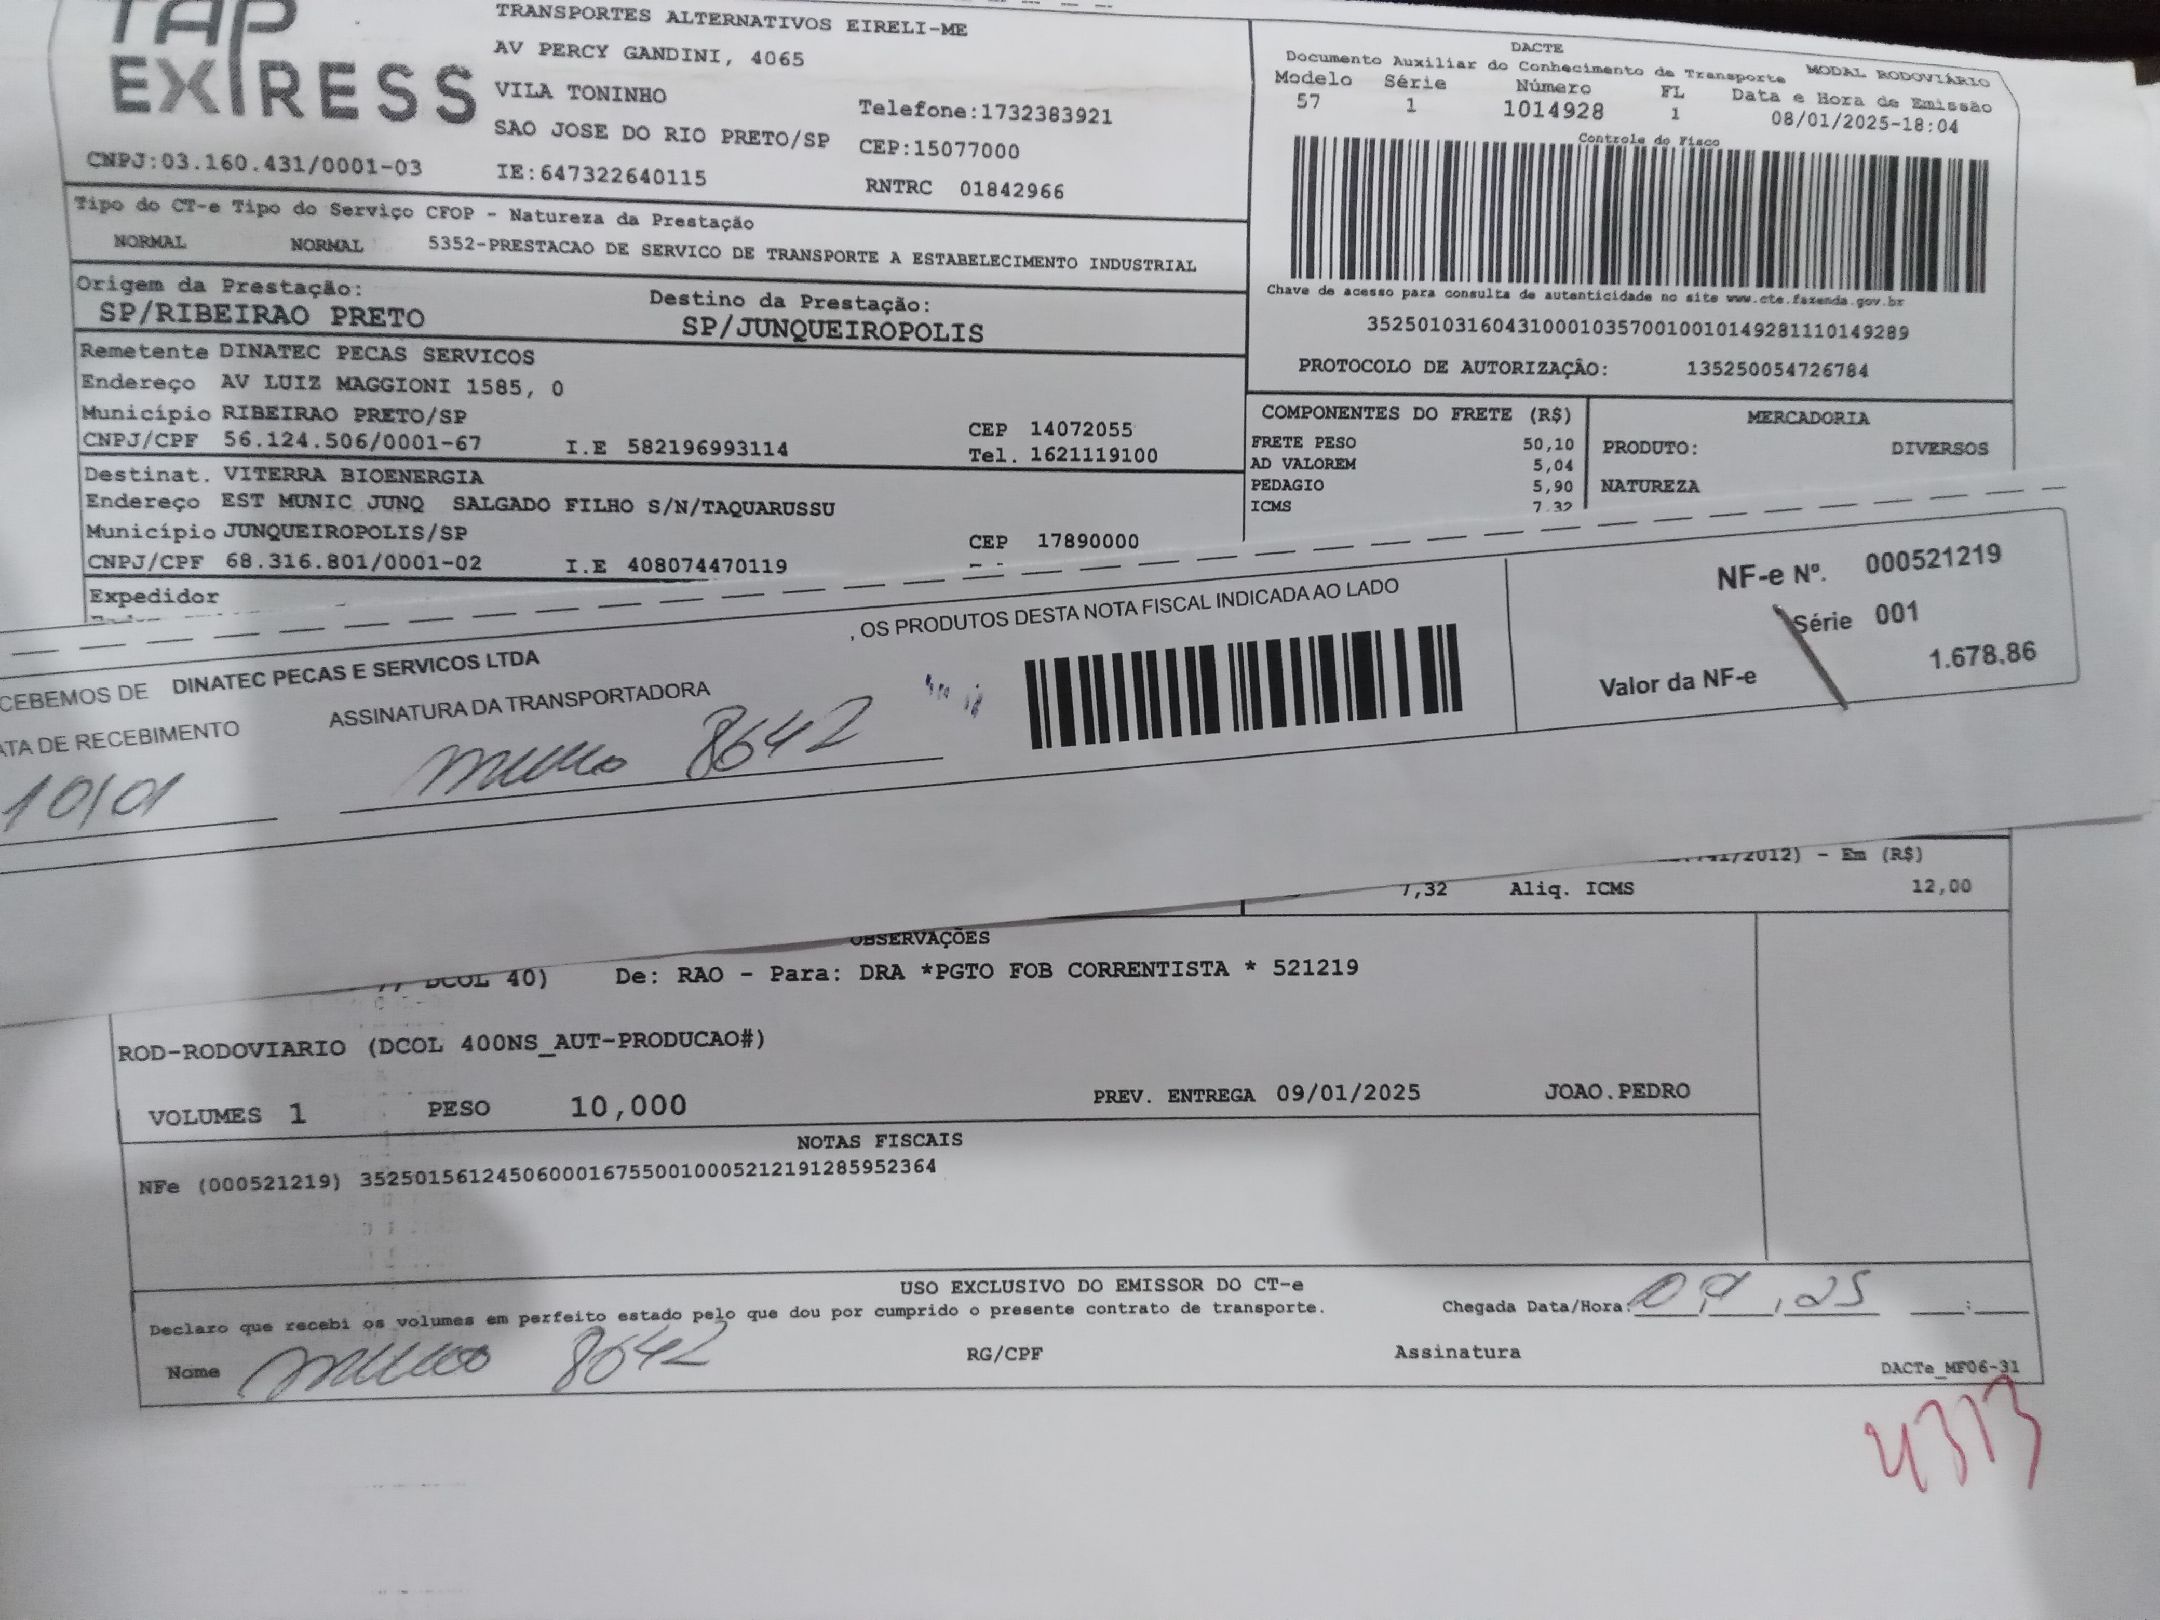 TAP
EXPRESS
CNPJ:03.160.431/0001-03
TRANSPORTES ALTERNATIVOS EIRELI-ME
AV PERCY GANDINI, 4065
VILA TONINHO
Telefone:1732383921
SAO JOSE DO RIO PRETO/SP CEP:15077000
IE:647322640115 RNTRC 01842966
DACTE
Documento Auxiliar do Conhecimento de Transporte MODAL RODOVIÁRIO
Modelo Série Número FL Data e Hora de Emissão
57 1 1014928 1 08/01/2025-18:04
Controle do Fisco
Chave de acesso para consulta de autenticidade no site www.cte.fazenda.gov.br
35250103160431000103570010010149281110149289
PROTOCOLO DE AUTORIZAÇÃO: 135250054726784
Tipo do CT-e Tipo do Serviço CFOP - Natureza da Prestação
NORMAL NORMAL 5352-PRESTACAO DE SERVICO DE TRANSPORTE A ESTABELECIMENTO INDUSTRIAL
Origem da Prestação: Destino da Prestação:
SP/RIBEIRAO PRETO SP/JUNQUEIROPOLIS
Remetente DINATEC PECAS SERVICOS
Endereço AV LUIZ MAGGIONI 1585, 0
Município RIBEIRAO PRETO/SP CEP 14072055
CNPJ/CPF 56.124.506/0001-67 I.E 582196993114 Tel. 1621119100
Destinat. VITERRA BIOENERGIA
Endereço EST MUNIC JUNQ SALGADO FILHO S/N/TAQUARUSSU
Município JUNQUEIROPOLIS/SP CEP 17890000
CNPJ/CPF 68.316.801/0001-02 I.E 408074470119
Expedidor
COMPONENTES DO FRETE (R$) MERCADORIA
FRETE PESO 50,10 PRODUTO: DIVERSOS
AD VALOREM 5,04
PEDAGIO 5,90 NATUREZA
ICMS 7,32
CEBEMOS DE DINATEC PECAS E SERVICOS LTDA , OS PRODUTOS DESTA NOTA FISCAL INDICADA AO LADO
ATA DE RECEBIMENTO ASSINATURA DA TRANSPORTADORA
10/01 8642
NF-e Nº. 000521219
Série 001
Valor da NF-e 1.678,86
/2012) - Em (R$)
7,32 Aliq. ICMS 12,00
OBSERVAÇÕES
DCOL 40) De: RAO - Para: DRA *PGTO FOB CORRENTISTA * 521219
ROD-RODOVIARIO (DCOL 400NS_AUT-PRODUCAO#)
VOLUMES 1 PESO 10,000 PREV. ENTREGA 09/01/2025 JOAO.PEDRO
NOTAS FISCAIS
NFe (000521219) 35250156124506000167550010005212191285952364
USO EXCLUSIVO DO EMISSOR DO CT-e
Declaro que recebi os volumes em perfeito estado pelo que dou por cumprido o presente contrato de transporte.
Chegada Data/Hora:
Nome 8642 RG/CPF Assinatura
DACTe_MF06-31
4313